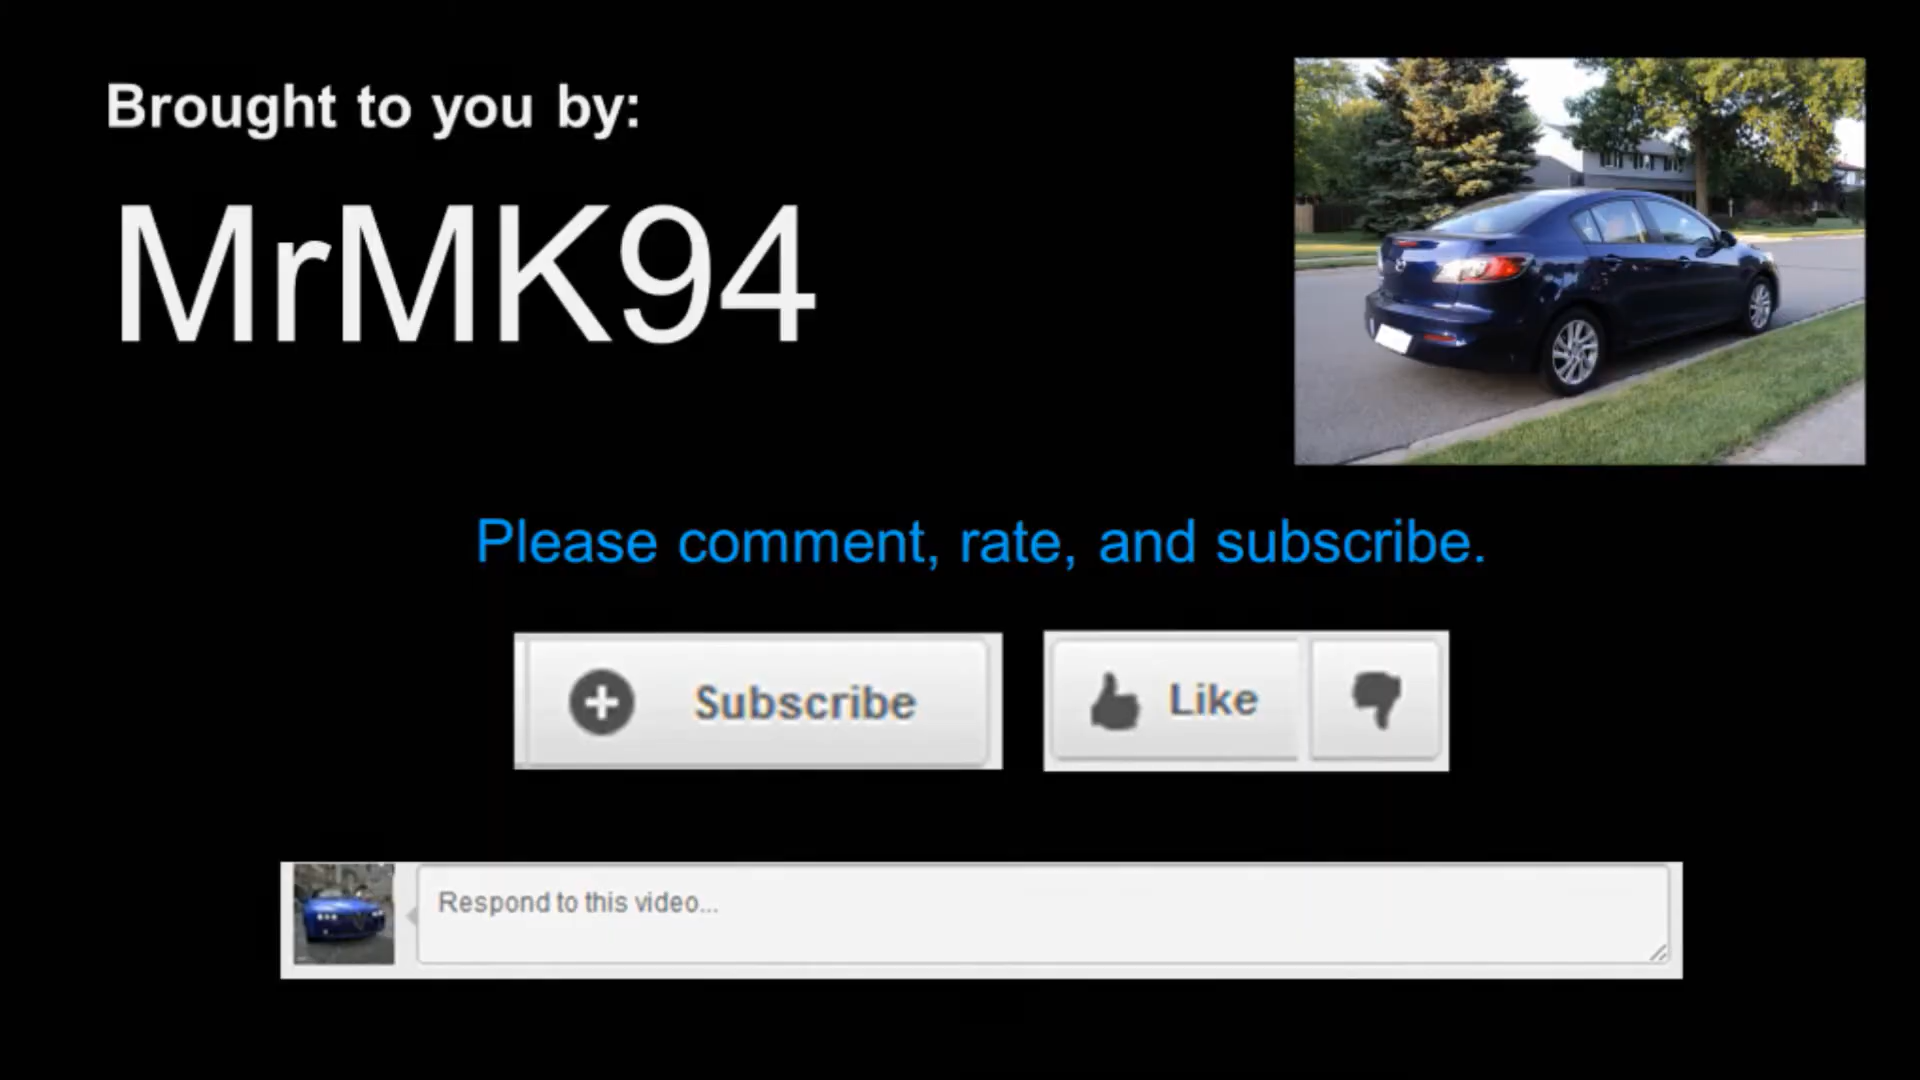 Brought to you by:
MrMK94
Please comment, rate, and subscribe.
Subscribe
Like
Respond to this video...